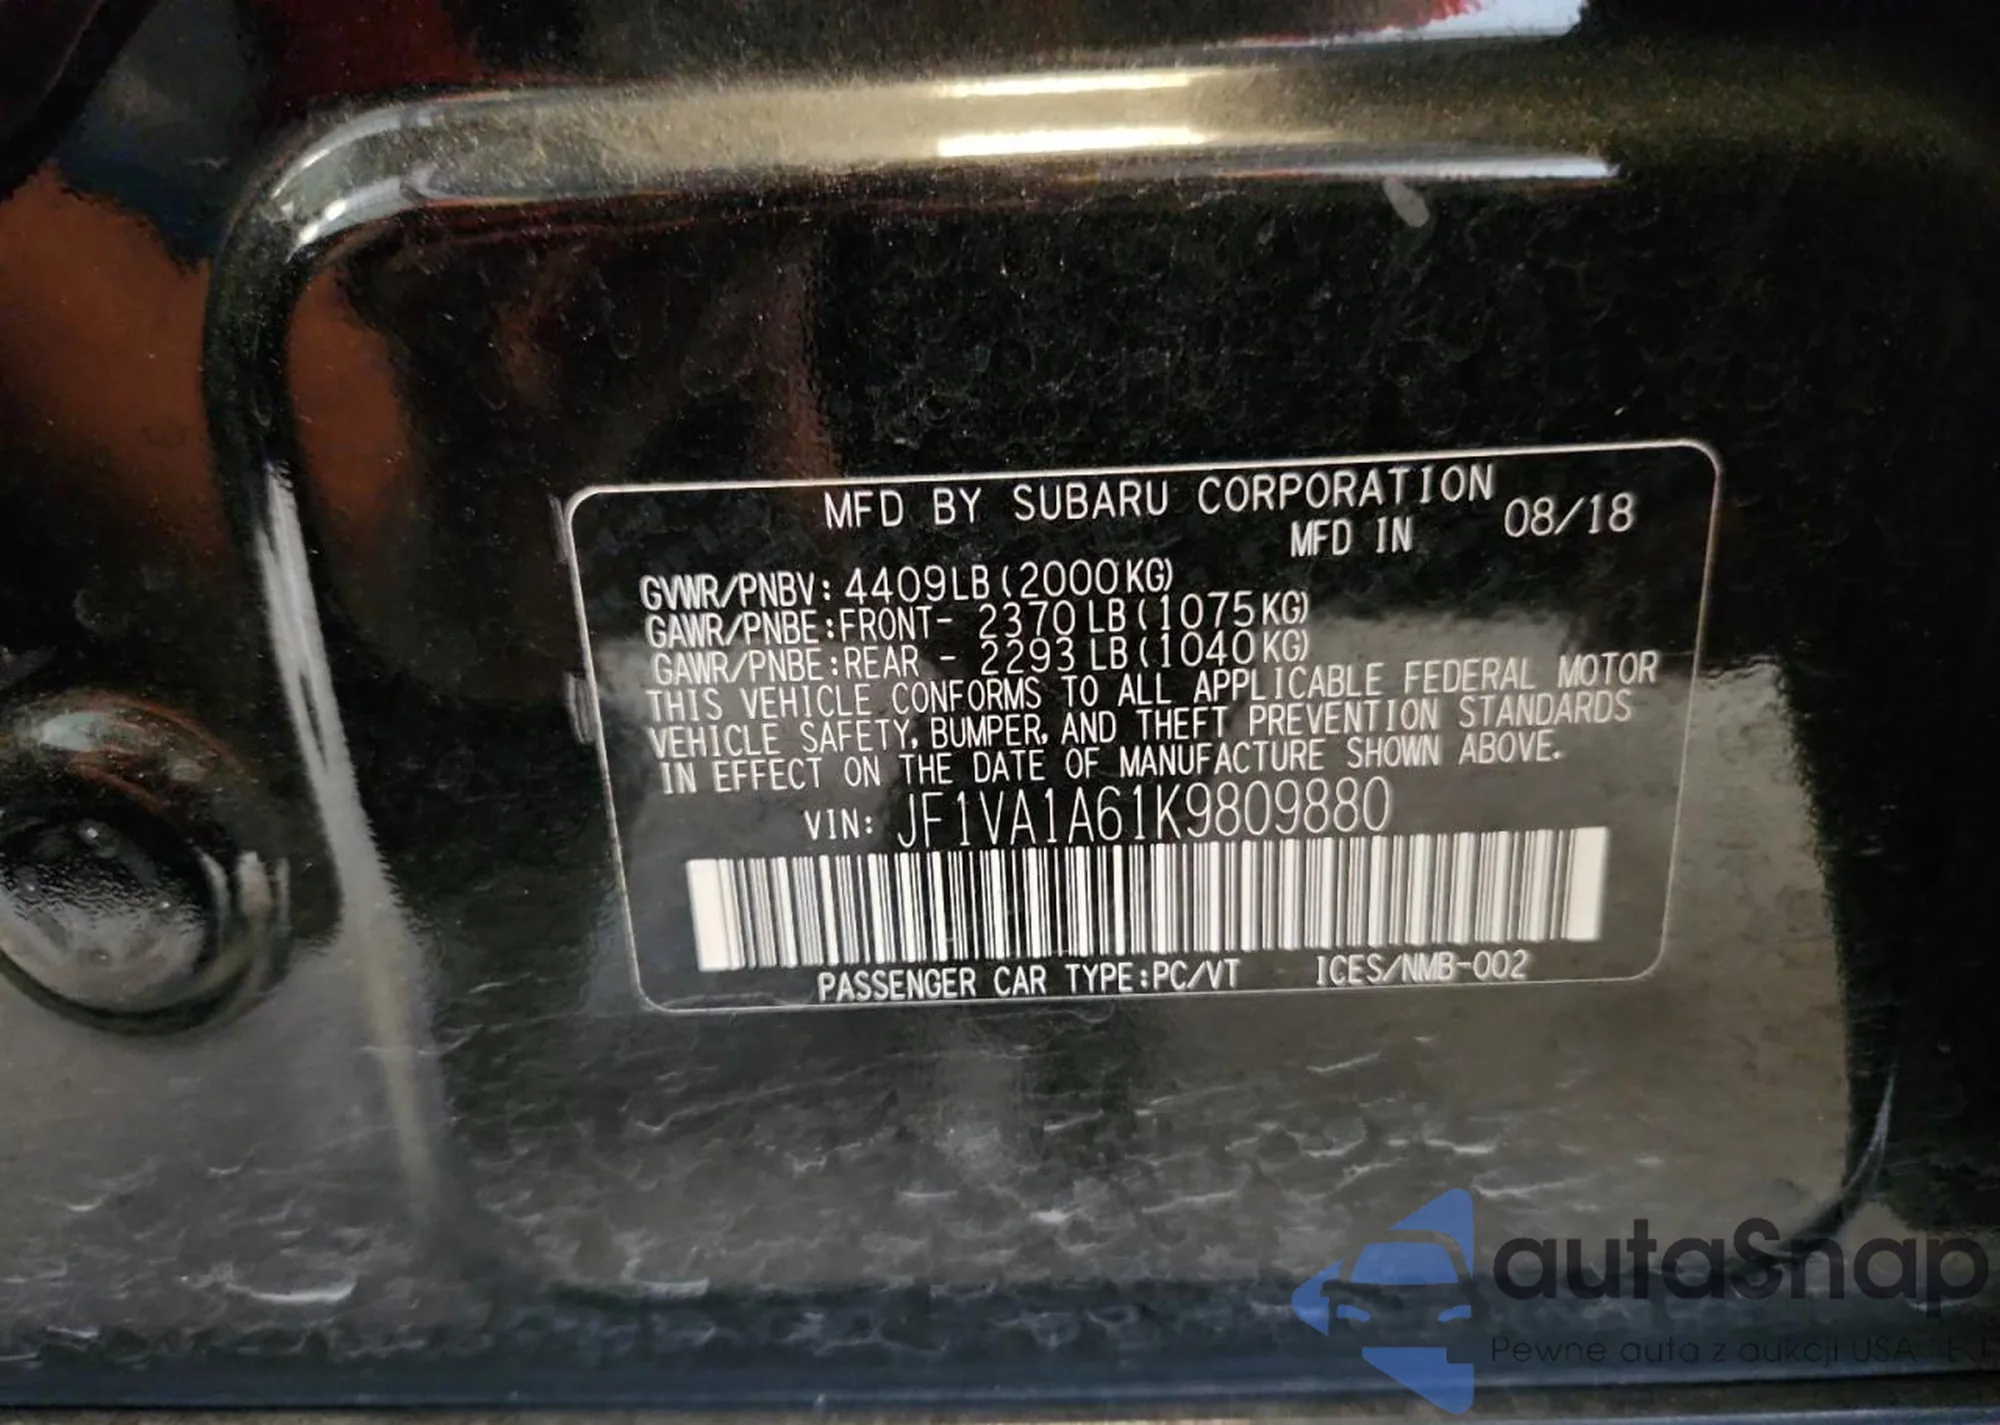 MFD BY SUBARU CORPORATION
MFD IN 08/18
GVWR/PNBV: 4409LB (2000KG)
GAWR/PNBE:FRONT- 2370 LB (1075KG)
GAWR/PNBE:REAR - 2293 LB (1040KG)
THIS VEHICLE CONFORMS TO ALL APPLICABLE FEDERAL MOTOR
VEHICLE SAFETY, BUMPER, AND THEFT PREVENTION STANDARDS
IN EFFECT ON THE DATE OF MANUFACTURE SHOWN ABOVE.
VIN: JF1VA1A61K9809880
PASSENGER CAR TYPE:PC/VT ICES/NMB-002
autaSnap
Pewne auta z aukcji USA